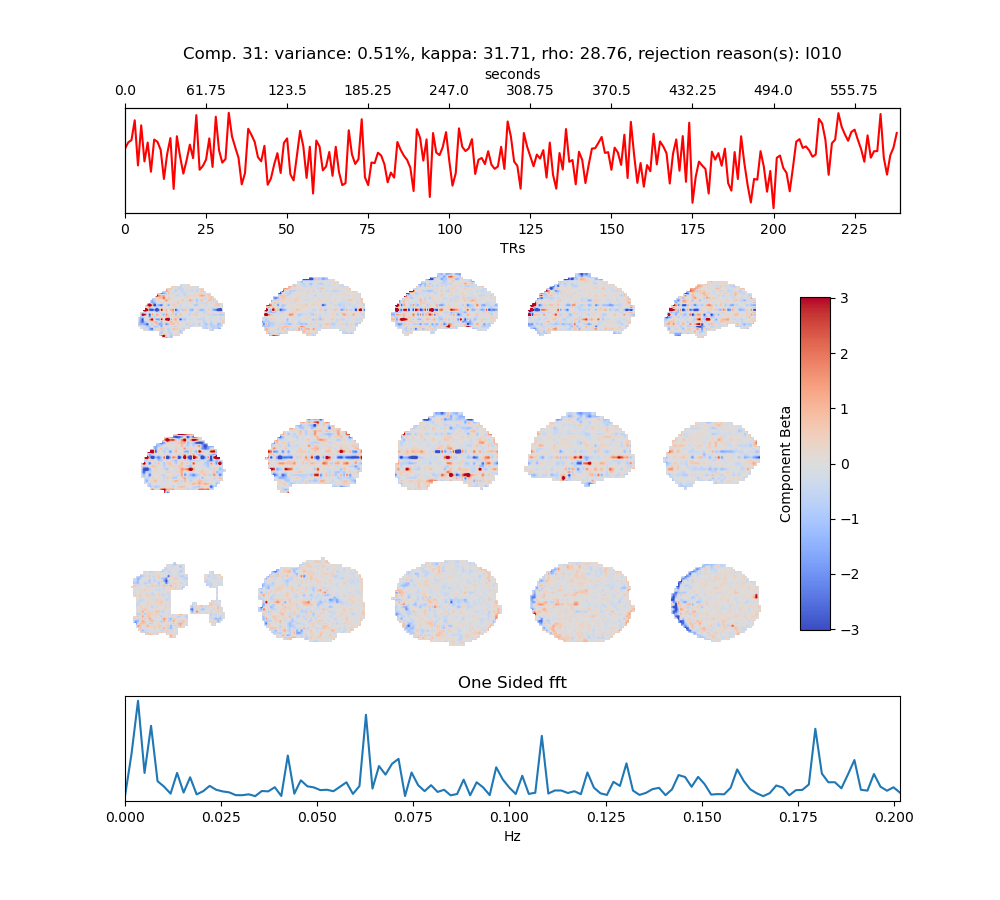 Comp. 31: variance: 0.51%, kappa: 31.71, rho: 28.76, rejection reason(s): I010
seconds
0.0 61.75 123.5 185.25 247.0 308.75 370.5 432.25 494.0 555.75
0 25 50 75 100 125 150 175 200 225
TRs
3
2
1
0
−1
−2
−3
Component Beta
One Sided fft
0.000 0.025 0.050 0.075 0.100 0.125 0.150 0.175 0.200
Hz